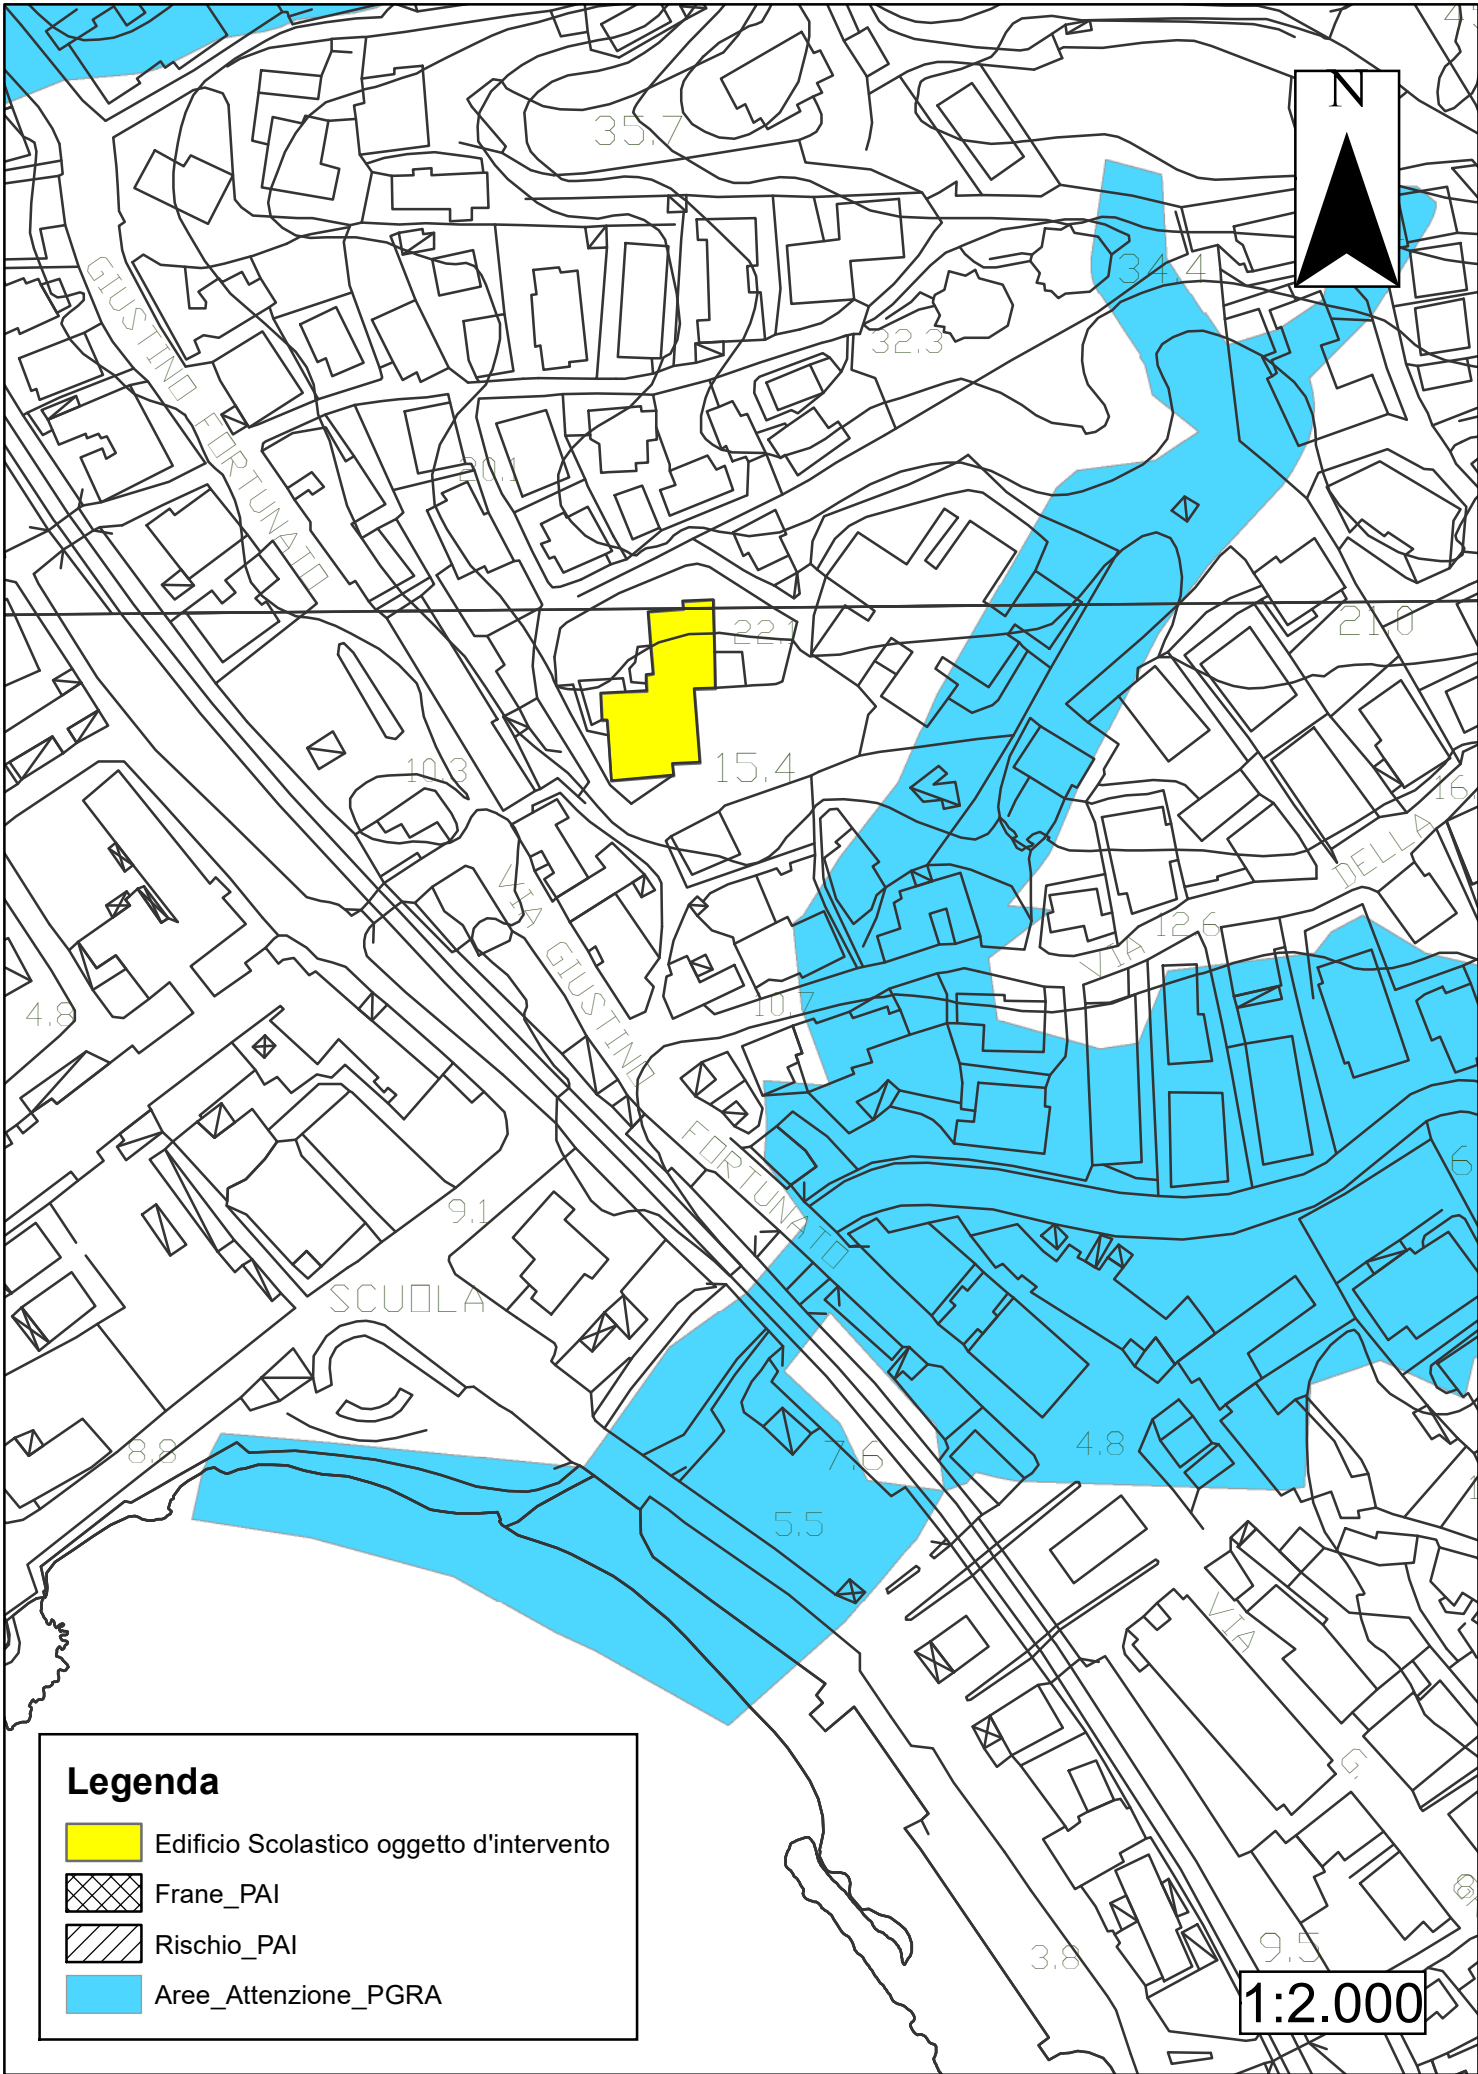 N
35.7
34.4
32.3
GIUSTINO FORTUNATO
20.1
22.1
21.0
10.3
15.4
16.
DELLA
VIA
12.6
VIA GIUSTINO
4.8
10.7
FORTUNATO
6
9.1
SCUOLA
8.8
7.6
4.8
5.5
VIA
G.
3.8
9.5
Legenda
Edificio Scolastico oggetto d'intervento
Frane_PAI
Rischio_PAI
Aree_Attenzione_PGRA
1:2.000